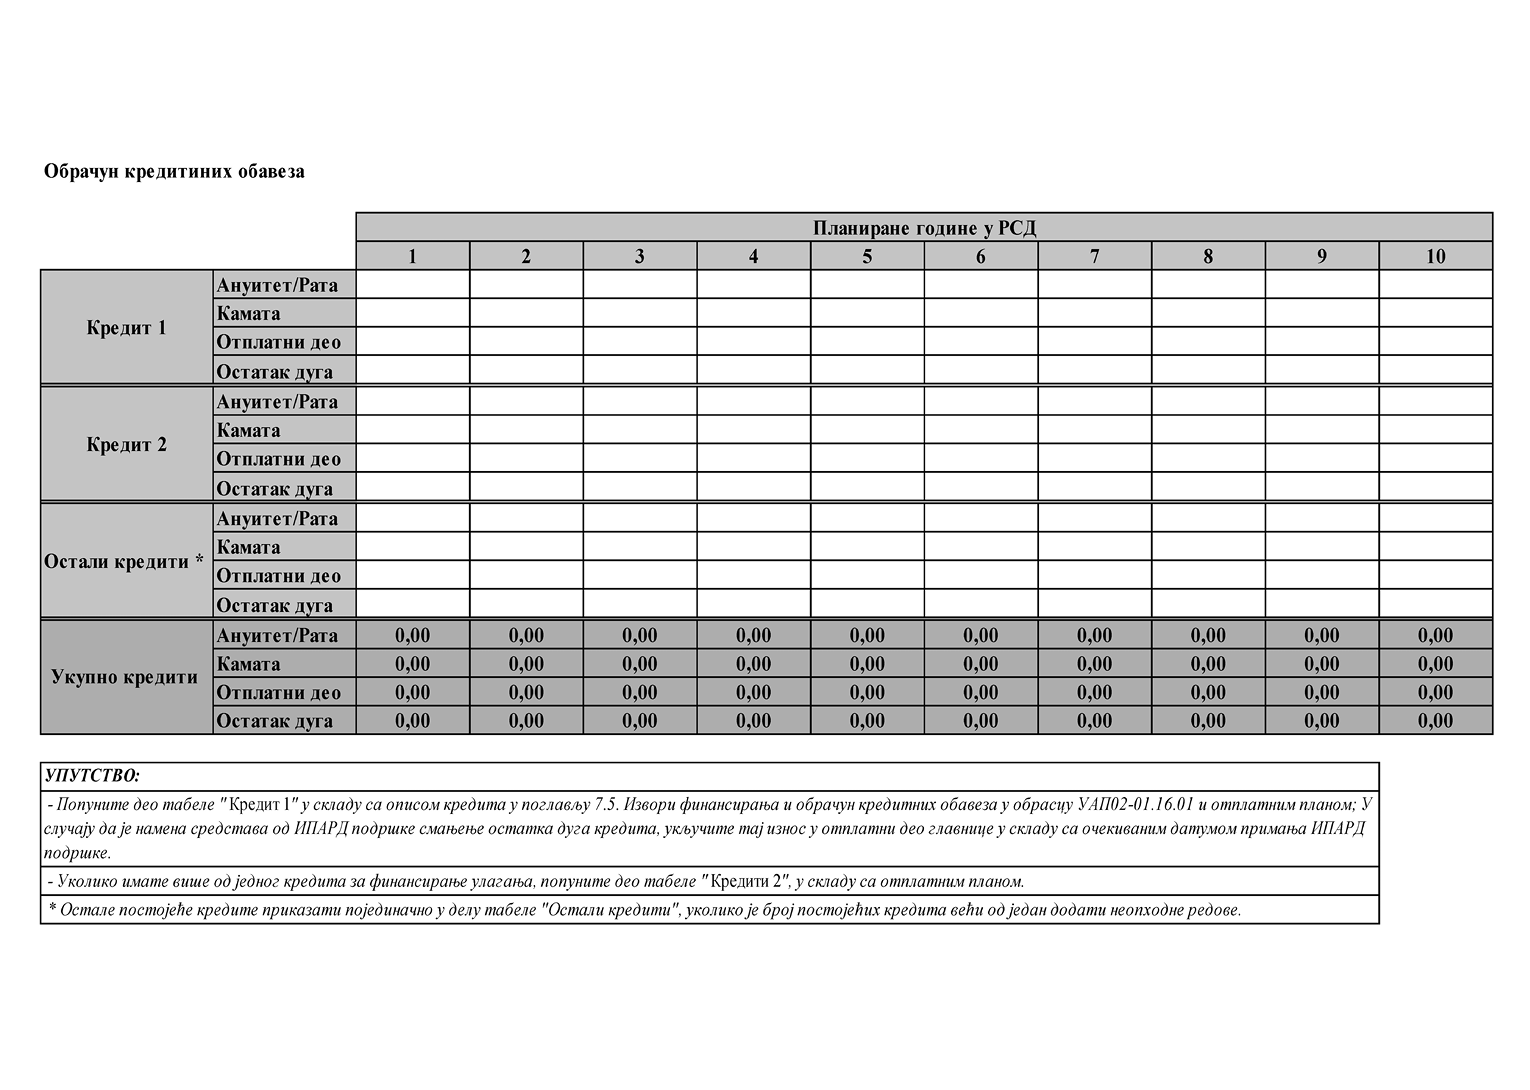 Обрачун кредитиних обавеза
Планиране године у РСД
1 2 3 4 5 6 7 8 9 10
Кредит 1
Ануитет/Рата
Камата
Отплатни део
Остатак дуга
Кредит 2
Ануитет/Рата
Камата
Отплатни део
Остатак дуга
Остали кредити *
Ануитет/Рата
Камата
Отплатни део
Остатак дуга
Укупно кредити
Ануитет/Рата 0,00 0,00 0,00 0,00 0,00 0,00 0,00 0,00 0,00 0,00
Камата 0,00 0,00 0,00 0,00 0,00 0,00 0,00 0,00 0,00 0,00
Отплатни део 0,00 0,00 0,00 0,00 0,00 0,00 0,00 0,00 0,00 0,00
Остатак дуга 0,00 0,00 0,00 0,00 0,00 0,00 0,00 0,00 0,00 0,00
УПУТСТВО:
- Попуните део табеле "Кредит 1" у складу са описом кредита у поглављу 7.5. Извори финансирања и обрачун кредитних обавеза у обрасцу УАП02-01.16.01 и отплатним планом; У
случају да је намена средстава од ИПАРД подршке смањење остатка дуга кредита, укључите тај износ у отплатни део главнице у складу са очекиваним датумом примања ИПАРД
подршке.
- Уколико имате више од једног кредита за финансирање улагања, попуните део табеле "Кредити 2", у складу са отплатним планом.
* Остале постојеће кредите приказати појединачно у делу табеле "Остали кредити", уколико је број постојећих кредита већи од један додати неопходне редове.